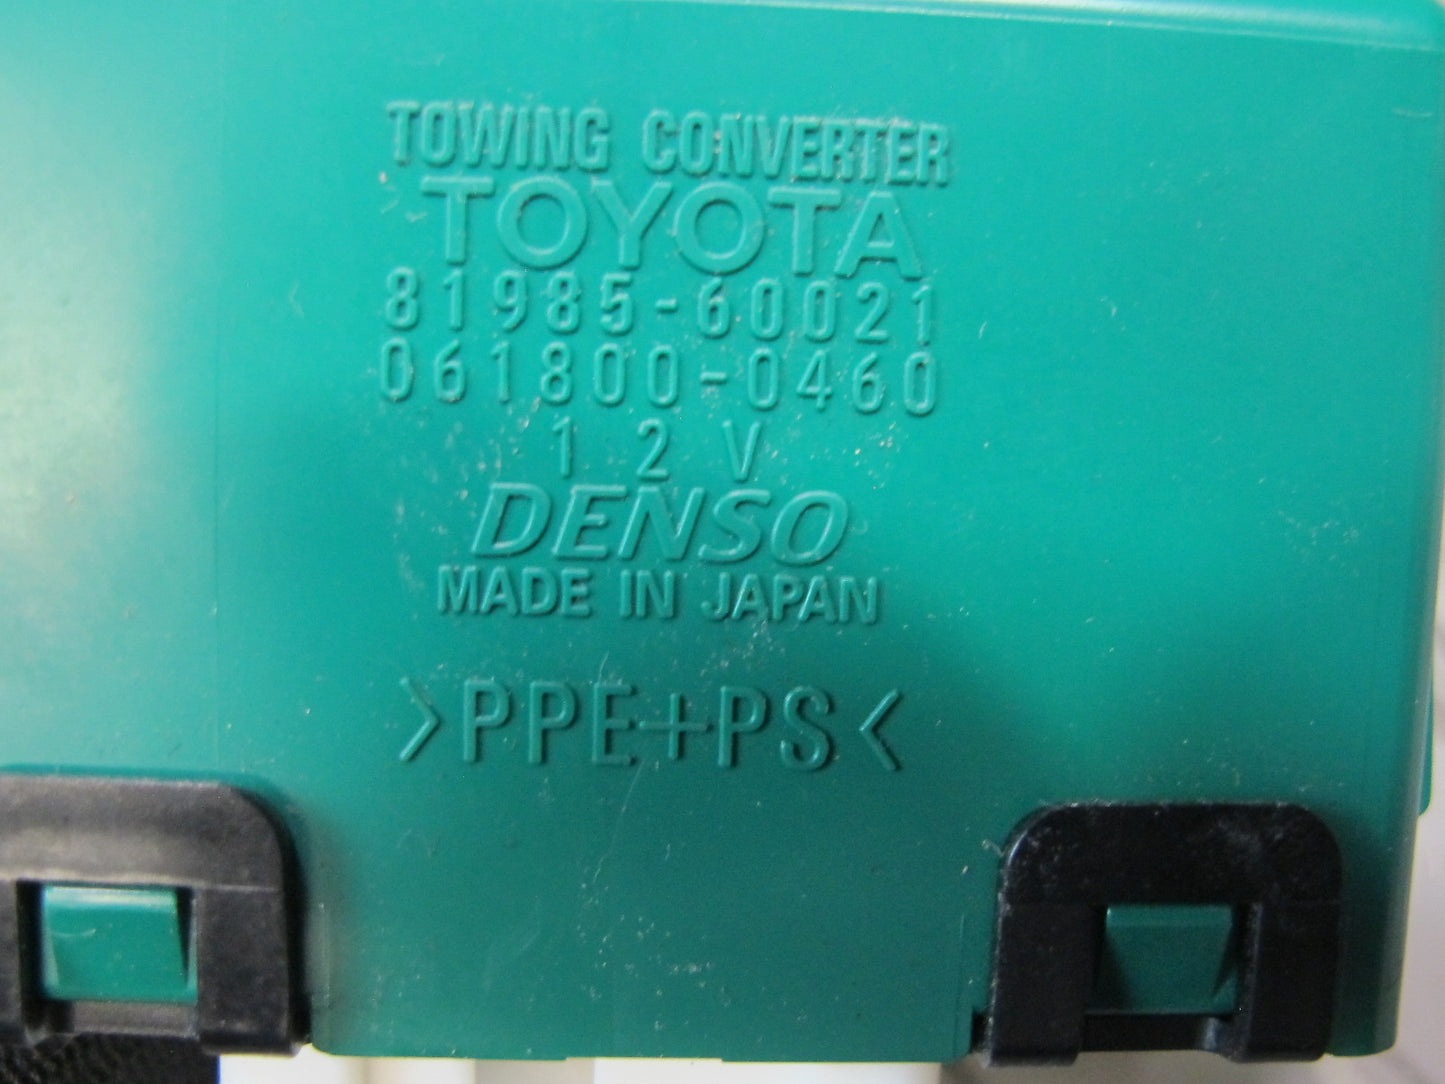 TOWING CONVERTER
TOYOTA
81985-60021
061800-0460
12V
DENSO
MADE IN JAPAN
>PPE+PS<